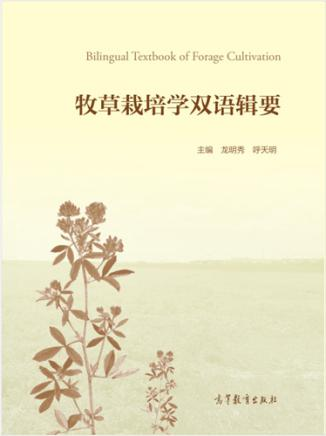 Bilingual Textbook of Forage Cultivation
牧草栽培学双语辑要
主编 龙明秀 呼天明
高等教育出版社